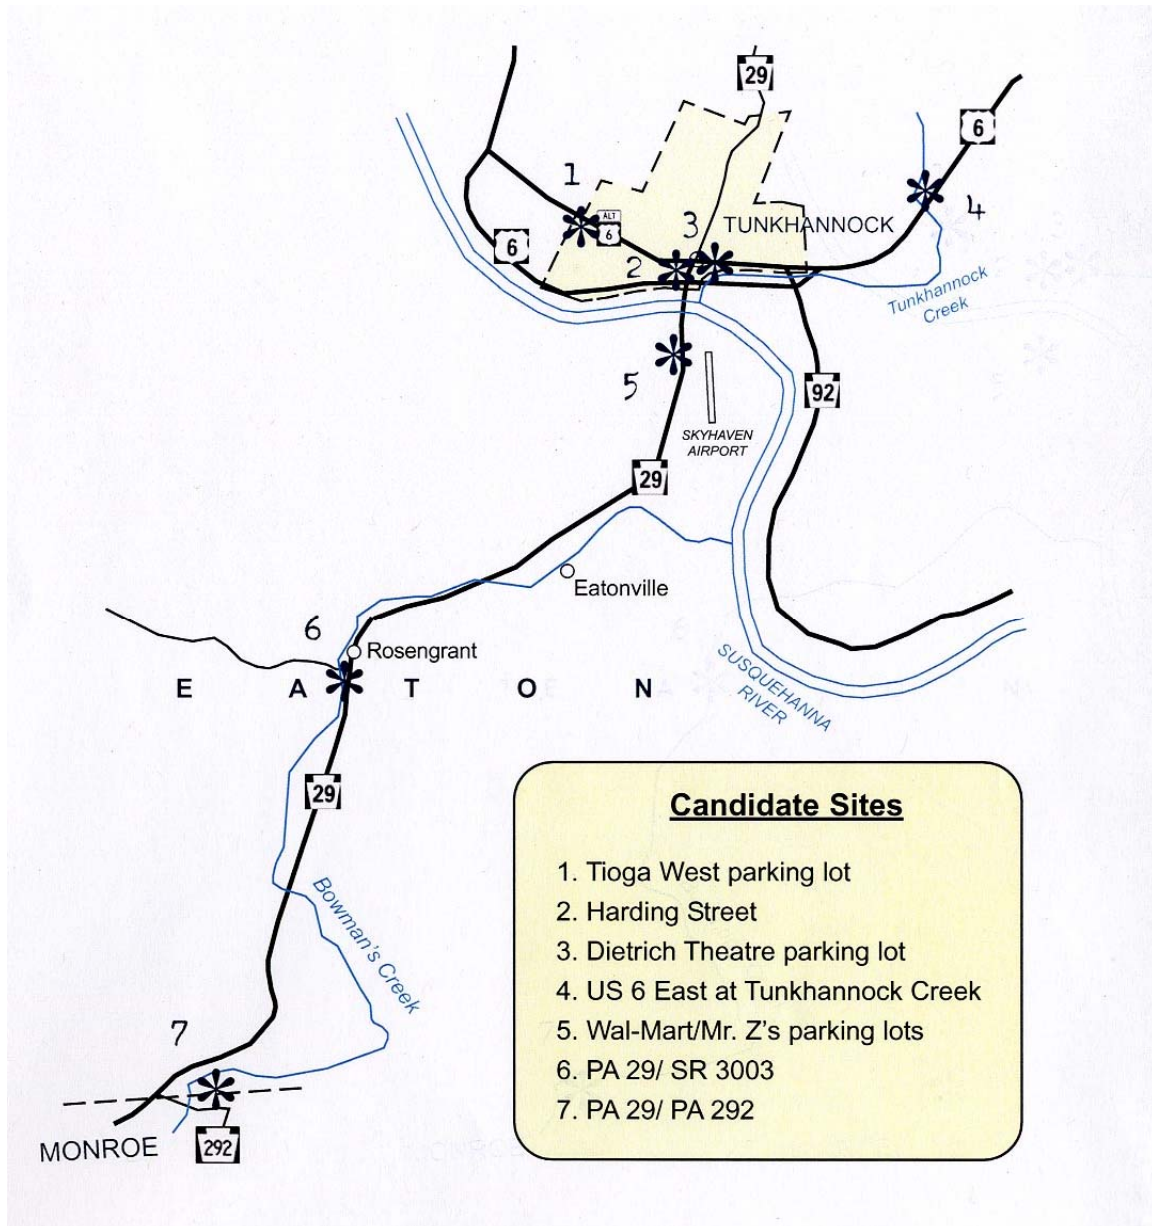 29
6
1
ALT
6
3
TUNKHANNOCK
4
6
2
Tunkhannock
Creek
5
92
SKYHAVEN
AIRPORT
29
Eatonville
6
Rosengrant
E A T O N
SUSQUEHANNA
RIVER
29
Bowman's Creek
7
MONROE
292
Candidate Sites
1. Tioga West parking lot
2. Harding Street
3. Dietrich Theatre parking lot
4. US 6 East at Tunkhannock Creek
5. Wal-Mart/Mr. Z's parking lots
6. PA 29/ SR 3003
7. PA 29/ PA 292